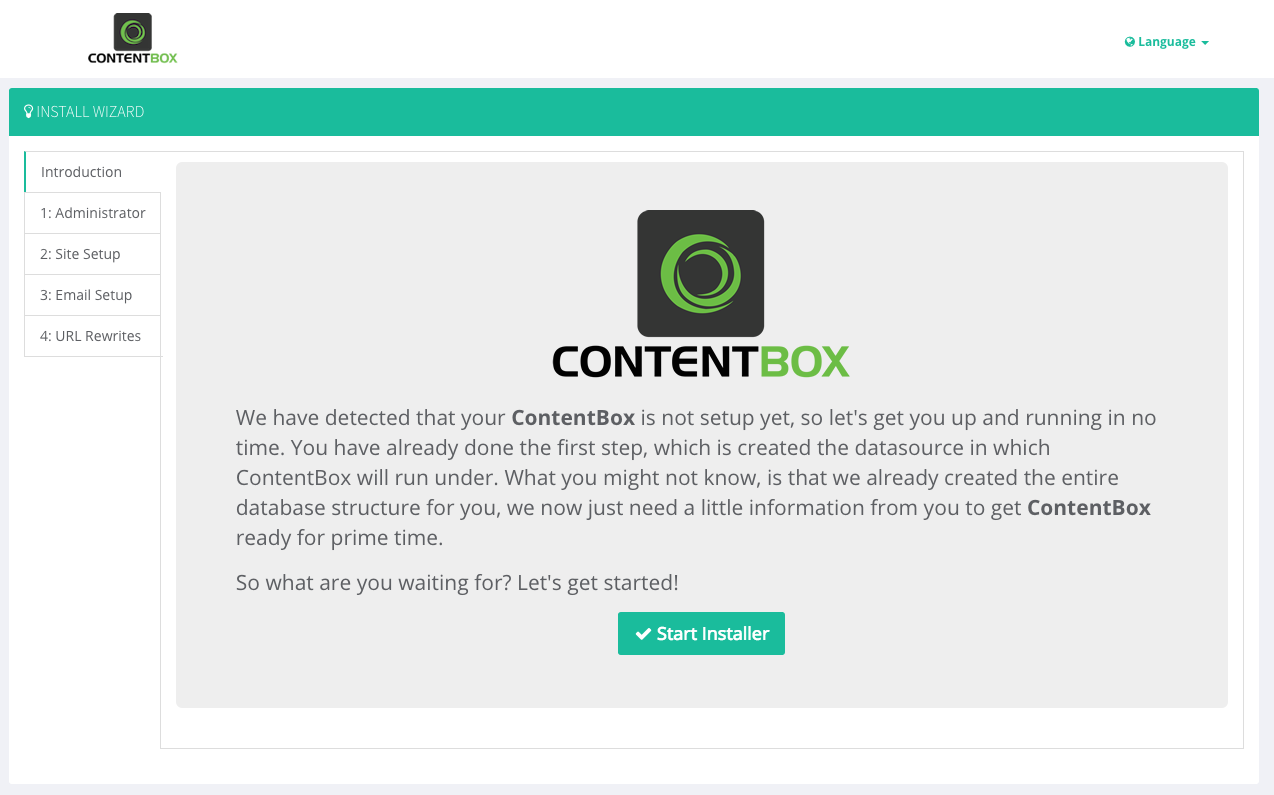 CONTENTBOX
Language
INSTALL WIZARD
Introduction
1: Administrator
2: Site Setup
3: Email Setup
4: URL Rewrites
CONTENTBOX
We have detected that your ContentBox is not setup yet, so let's get you up and running in no
time. You have already done the first step, which is created the datasource in which
ContentBox will run under. What you might not know, is that we already created the entire
database structure for you, we now just need a little information from you to get ContentBox
ready for prime time.
So what are you waiting for? Let's get started!
Start Installer